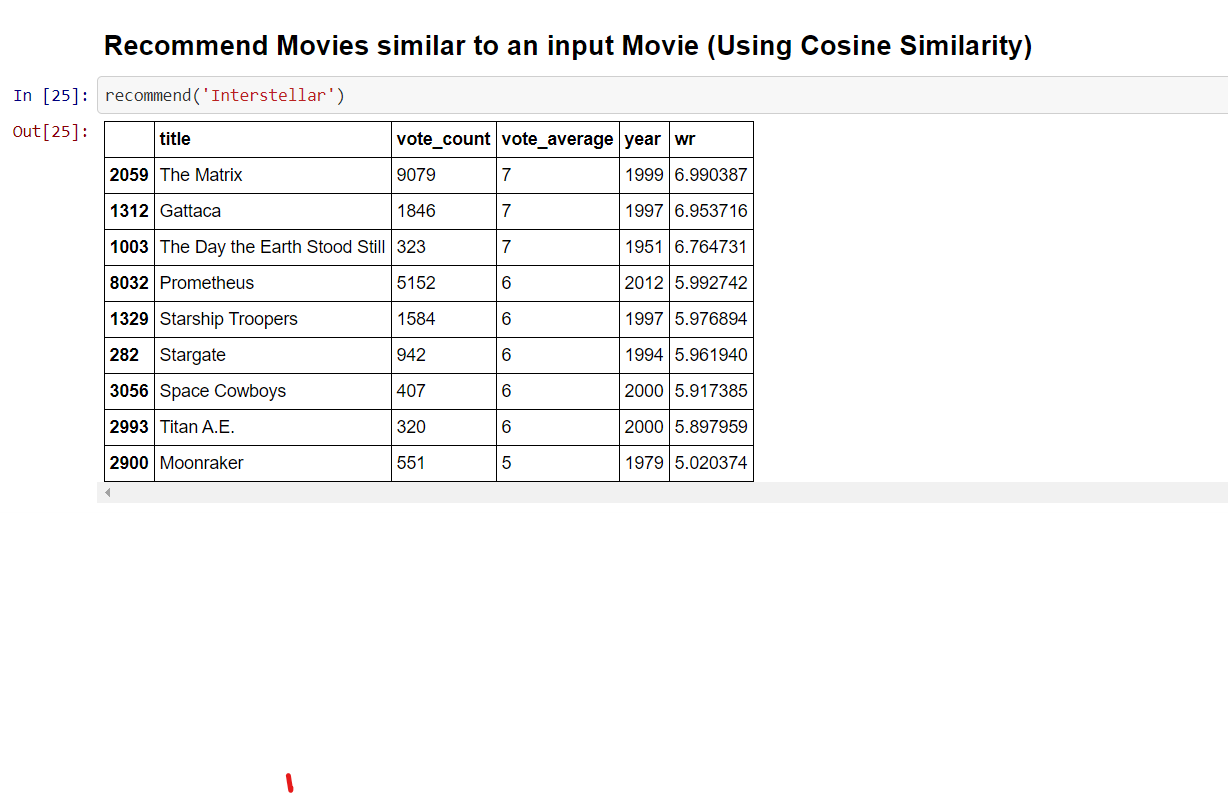 Recommend Movies similar to an input Movie (Using Cosine Similarity)
In [25]: recommend('Interstellar')
Out[25]:
title vote_count vote_average year wr
2059 The Matrix 9079 7 1999 6.990387
1312 Gattaca 1846 7 1997 6.953716
1003 The Day the Earth Stood Still 323 7 1951 6.764731
8032 Prometheus 5152 6 2012 5.992742
1329 Starship Troopers 1584 6 1997 5.976894
282 Stargate 942 6 1994 5.961940
3056 Space Cowboys 407 6 2000 5.917385
2993 Titan A.E. 320 6 2000 5.897959
2900 Moonraker 551 5 1979 5.020374